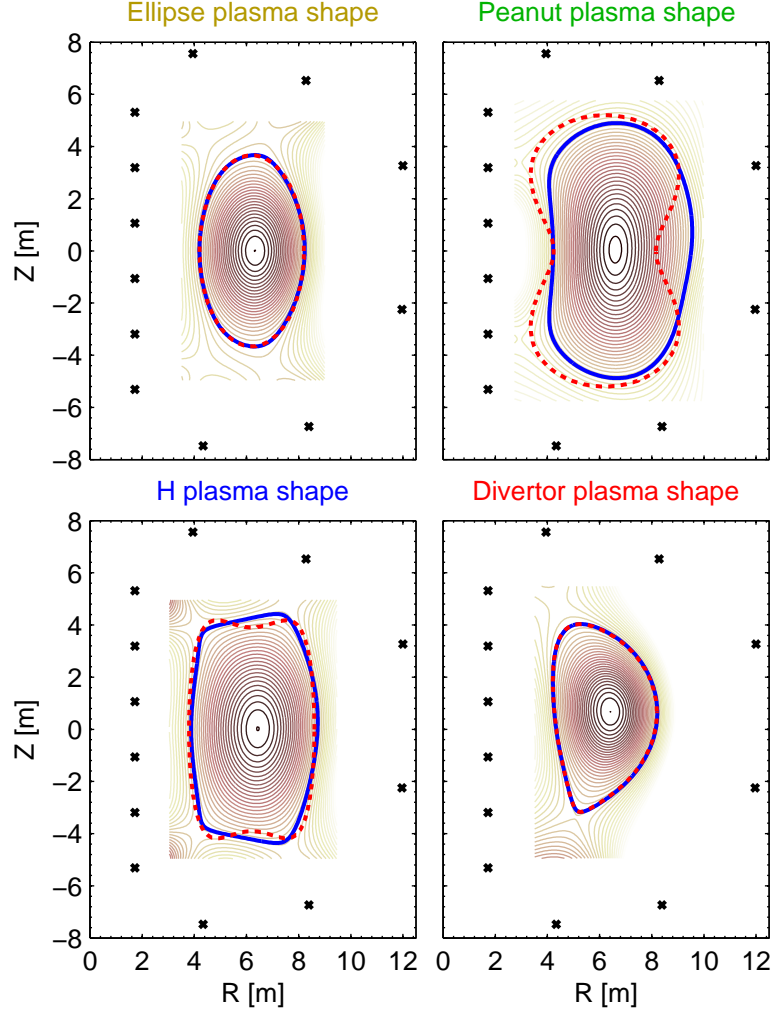 Ellipse plasma shape
Peanut plasma shape
8
6
4
2
0
−2
−4
−6
−8
Z [m]
H plasma shape
Divertor plasma shape
8
6
4
2
0
−2
−4
−6
−8
Z [m]
0 2 4 6 8 10 12
R [m]
0 2 4 6 8 10 12
R [m]